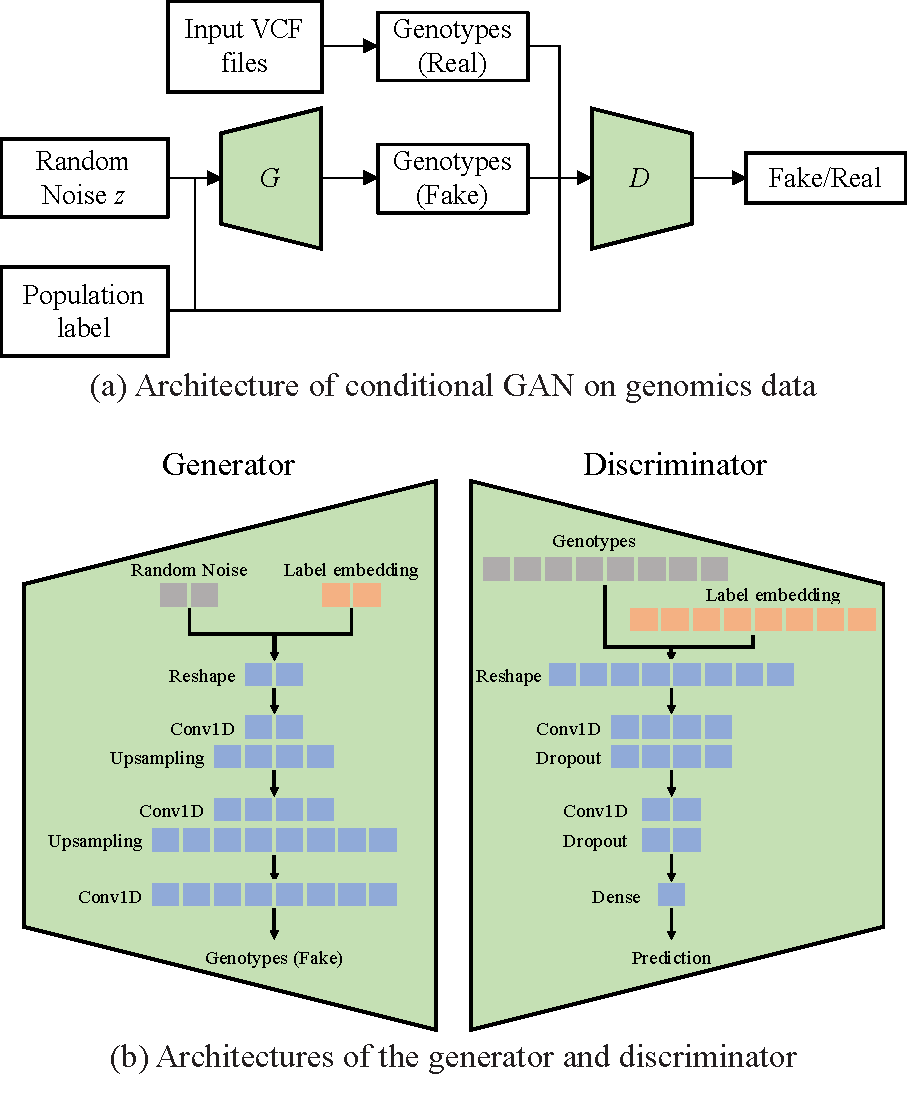 Input VCF
files
Genotypes
(Real)
Random
Noise z
G
Genotypes
(Fake)
D
Fake/Real
Population
label
(a) Architecture of conditional GAN on genomics data
Generator
Discriminator
Random Noise
Label embedding
Reshape
Conv1D
Upsampling
Conv1D
Upsampling
Conv1D
Genotypes (Fake)
Genotypes
Label embedding
Reshape
Conv1D
Dropout
Conv1D
Dropout
Dense
Prediction
(b) Architectures of the generator and discriminator